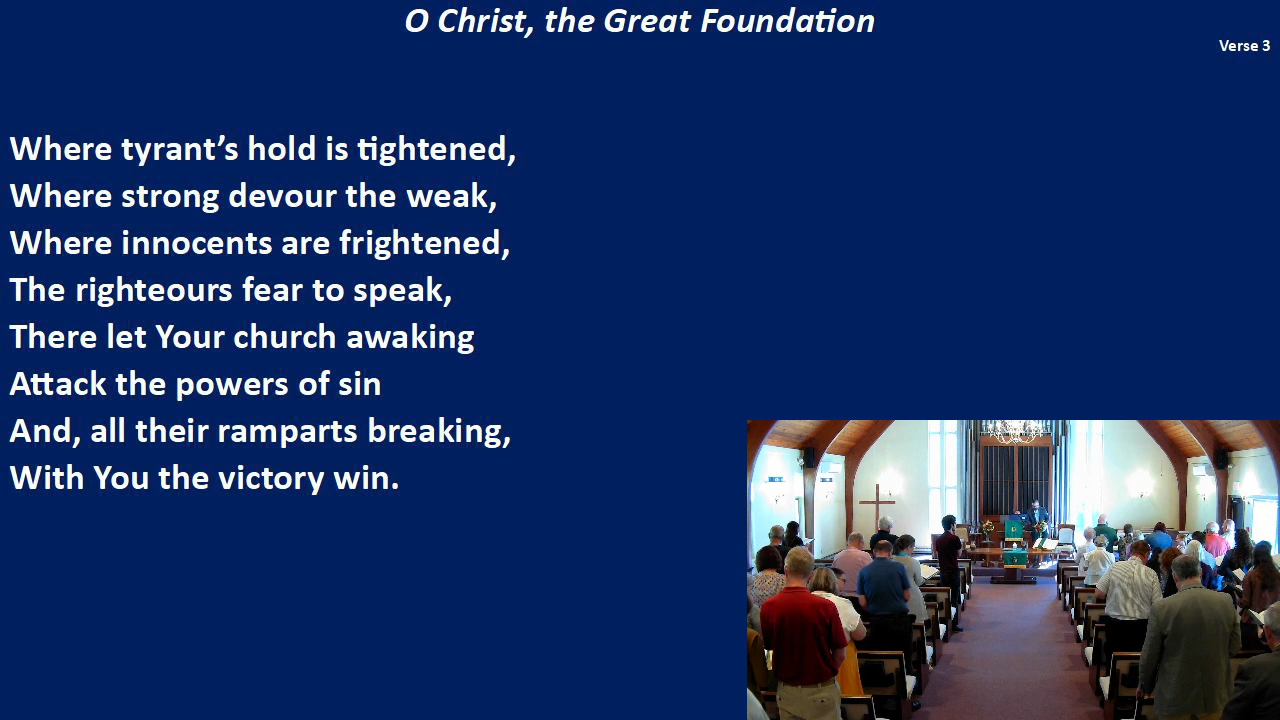 O Christ, the Great Foundation
Verse 3
Where tyrant’s hold is tightened,
Where strong devour the weak,
Where innocents are frightened,
The righteours fear to speak,
There let Your church awaking
Attack the powers of sin
And, all their ramparts breaking,
With You the victory win.